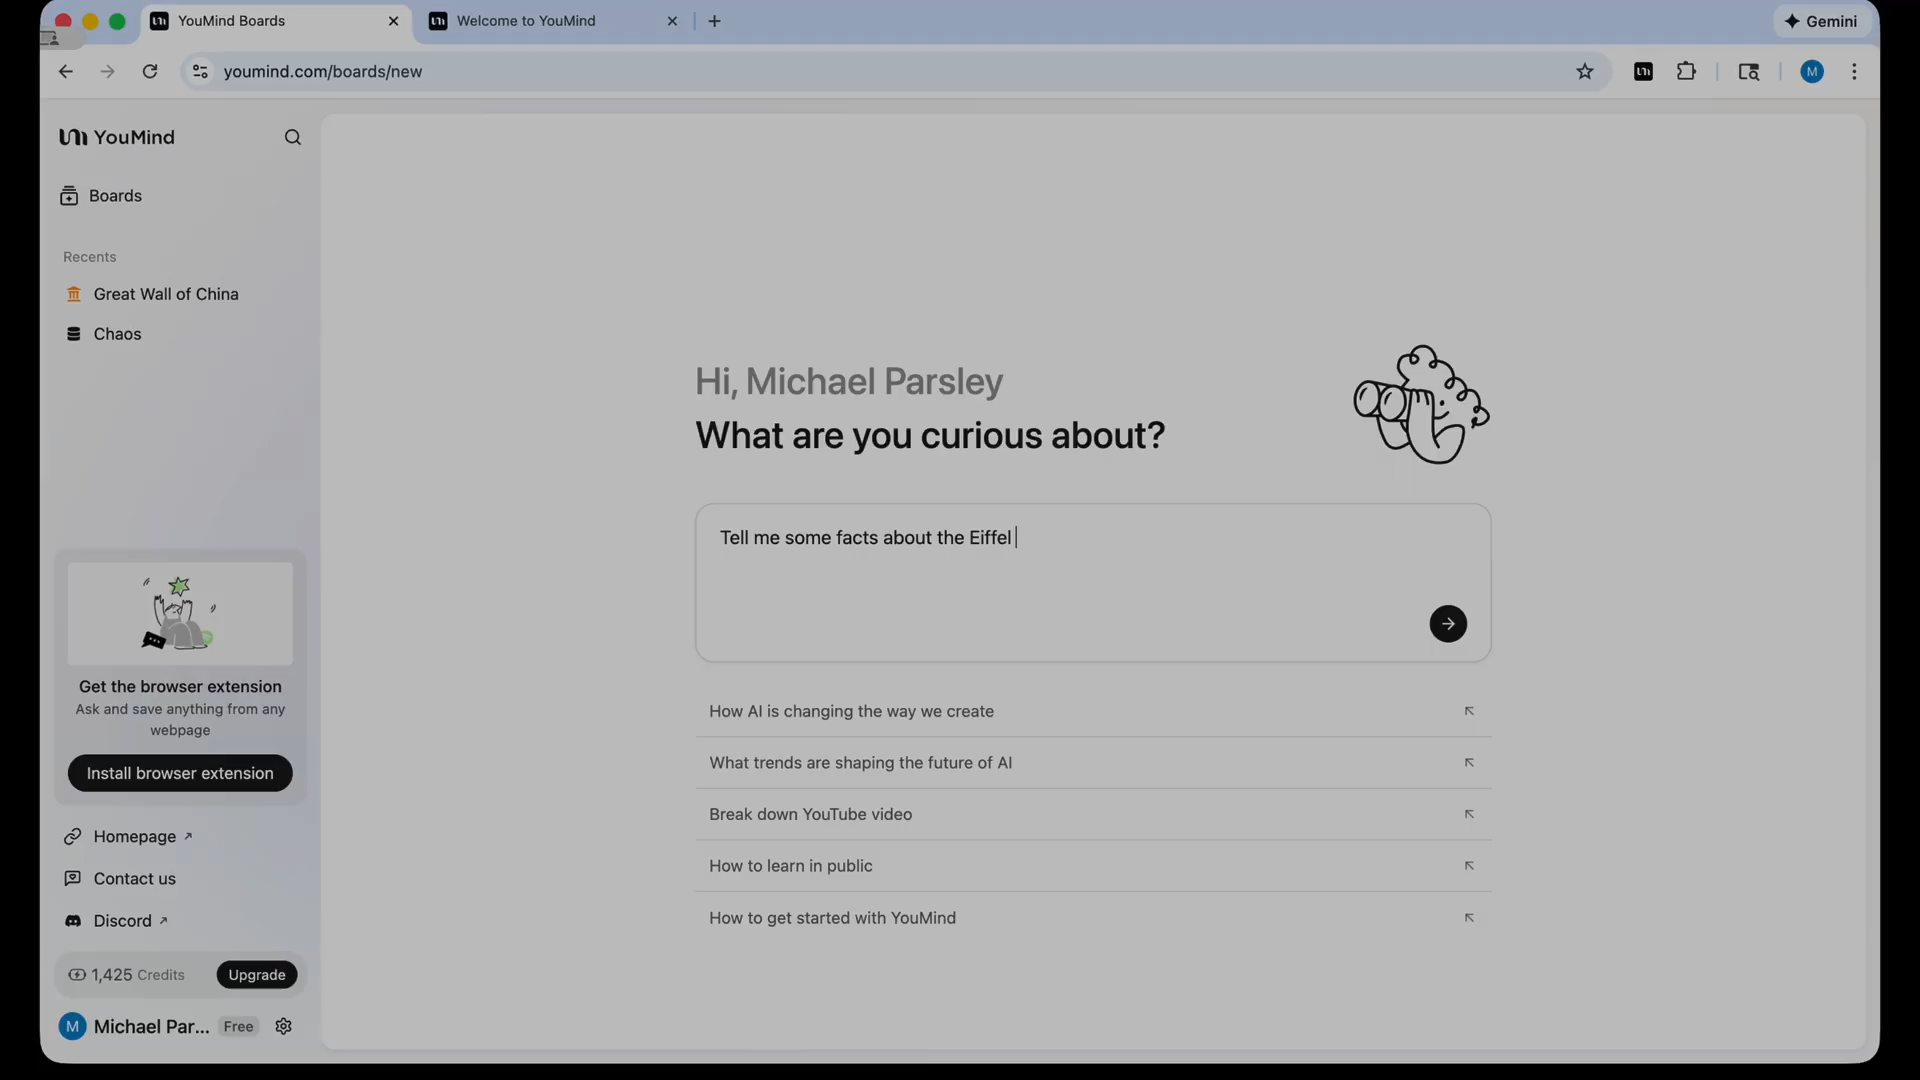 YouMind Boards
Welcome to YouMind
Gemini
youmind.com/boards/new
M
YouMind
Boards
Recents
Great Wall of China
Chaos
Hi, Michael Parsley
What are you curious about?
Tell me some facts about the Eiffel
How AI is changing the way we create
What trends are shaping the future of AI
Break down YouTube video
How to learn in public
How to get started with YouMind
Get the browser extension
Ask and save anything from any
webpage
Install browser extension
Homepage
Contact us
Discord
1,425 Credits
Upgrade
M
Michael Par...
Free